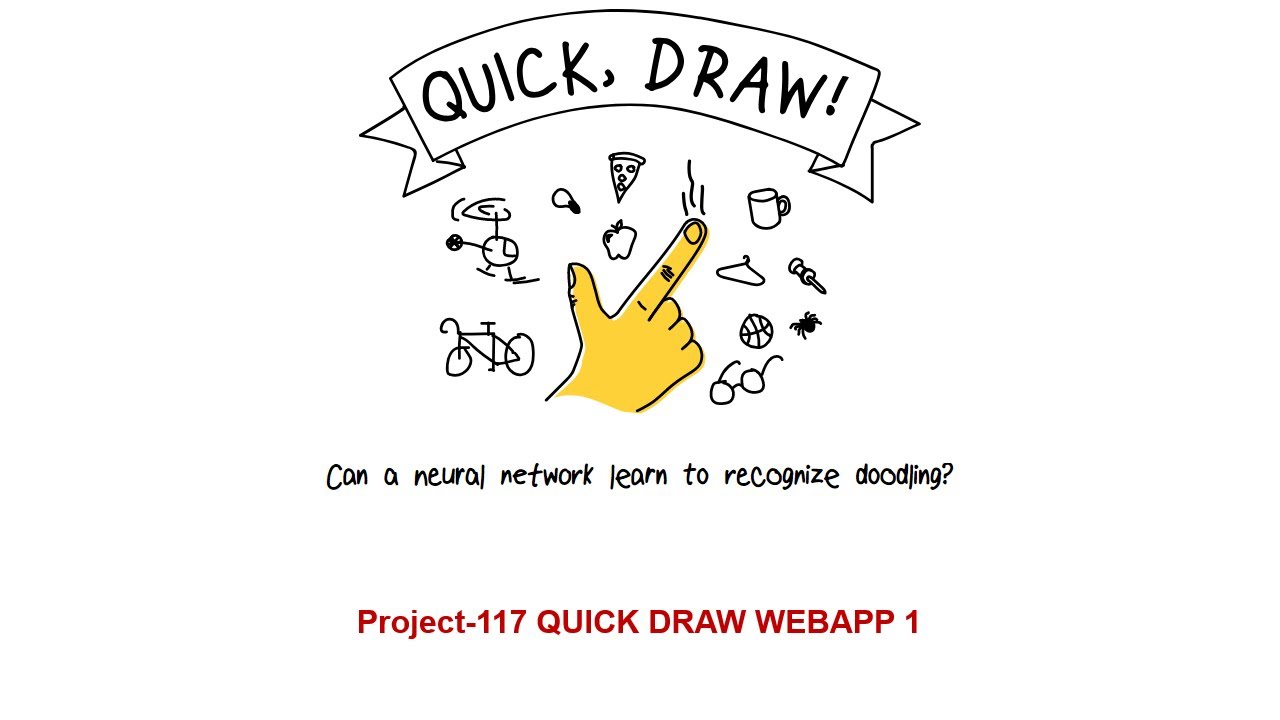 QUICK, DRAW!
Can a neural network learn to recognize doodling?
Project-117 QUICK DRAW WEBAPP 1